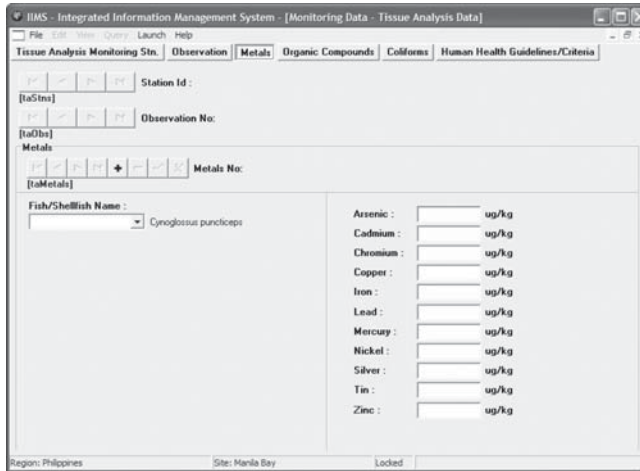 IIMS - Integrated Information Management System - [Monitoring Data - Tissue Analysis Data]
File Edit View Query Launch Help
Tissue Analysis Monitoring Stn. Observation Metals Organic Compounds Coliforms Human Health Guidelines/Criteria
Station Id :
[taStns]
Observation No:
[taObs]
Metals
Metals No:
[taMetals]
Fish/Shellfish Name :
Cynoglossus puncticeps
Arsenic : ug/kg
Cadmium : ug/kg
Chromium : ug/kg
Copper : ug/kg
Iron : ug/kg
Lead : ug/kg
Mercury : ug/kg
Nickel : ug/kg
Silver : ug/kg
Tin : ug/kg
Zinc : ug/kg
Region: Philippines Site: Manila Bay Locked